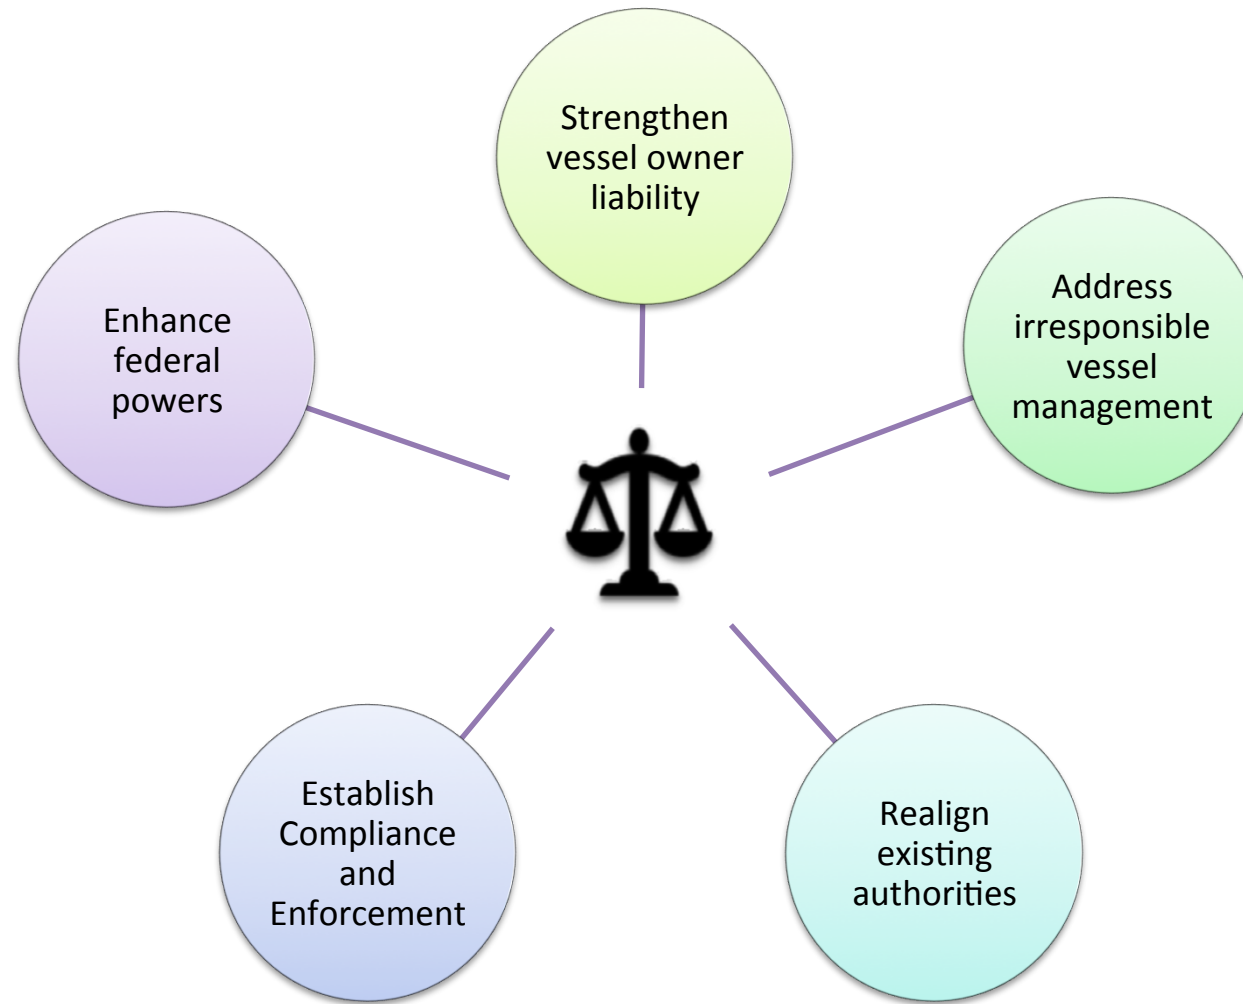 Strengthen
vessel owner
liability
Address
irresponsible
vessel
management
Realign
existing
authorities
Establish
Compliance
and
Enforcement
Enhance
federal
powers